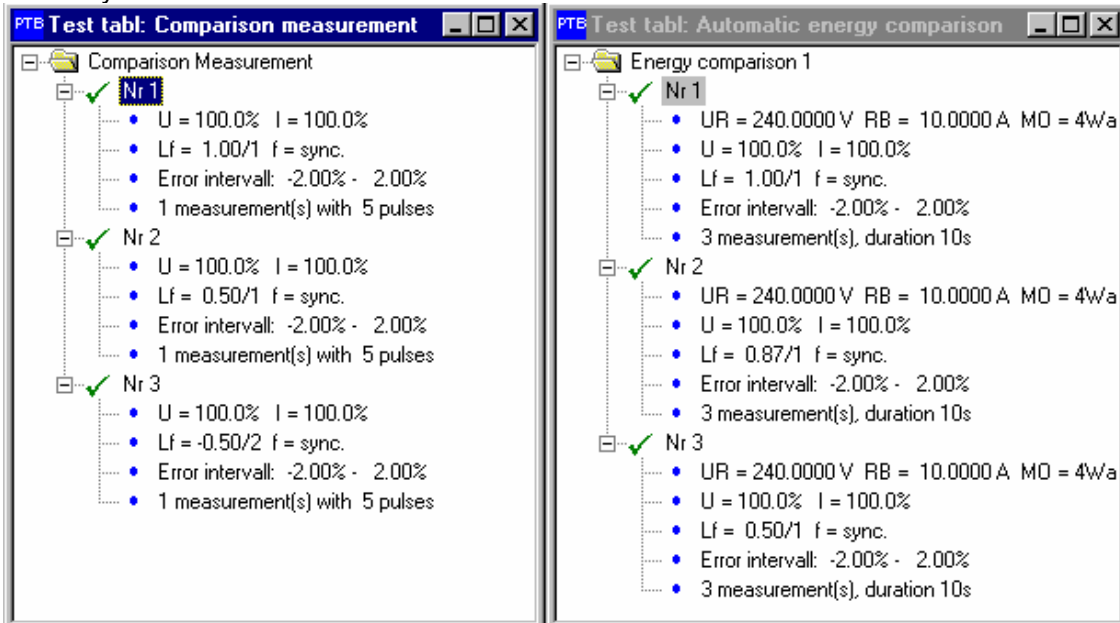 PTB Test tabl: Comparison measurement
Comparison Measurement
Nr 1
U = 100.0% I = 100.0%
Lf = 1.00/1 f = sync.
Error intervall: -2.00% - 2.00%
1 measurement(s) with 5 pulses
Nr 2
U = 100.0% I = 100.0%
Lf = 0.50/1 f = sync.
Error intervall: -2.00% - 2.00%
1 measurement(s) with 5 pulses
Nr 3
U = 100.0% I = 100.0%
Lf = -0.50/2 f = sync.
Error intervall: -2.00% - 2.00%
1 measurement(s) with 5 pulses
PTB Test tabl: Automatic energy comparison
Energy comparison 1
Nr 1
UR = 240.0000 V RB = 10.0000 A MO = 4Wa
U = 100.0% I = 100.0%
Lf = 1.00/1 f = sync.
Error intervall: -2.00% - 2.00%
3 measurement(s), duration 10s
Nr 2
UR = 240.0000 V RB = 10.0000 A MO = 4Wa
U = 100.0% I = 100.0%
Lf = 0.87/1 f = sync.
Error intervall: -2.00% - 2.00%
3 measurement(s), duration 10s
Nr 3
UR = 240.0000 V RB = 10.0000 A MO = 4Wa
U = 100.0% I = 100.0%
Lf = 0.50/1 f = sync.
Error intervall: -2.00% - 2.00%
3 measurement(s), duration 10s